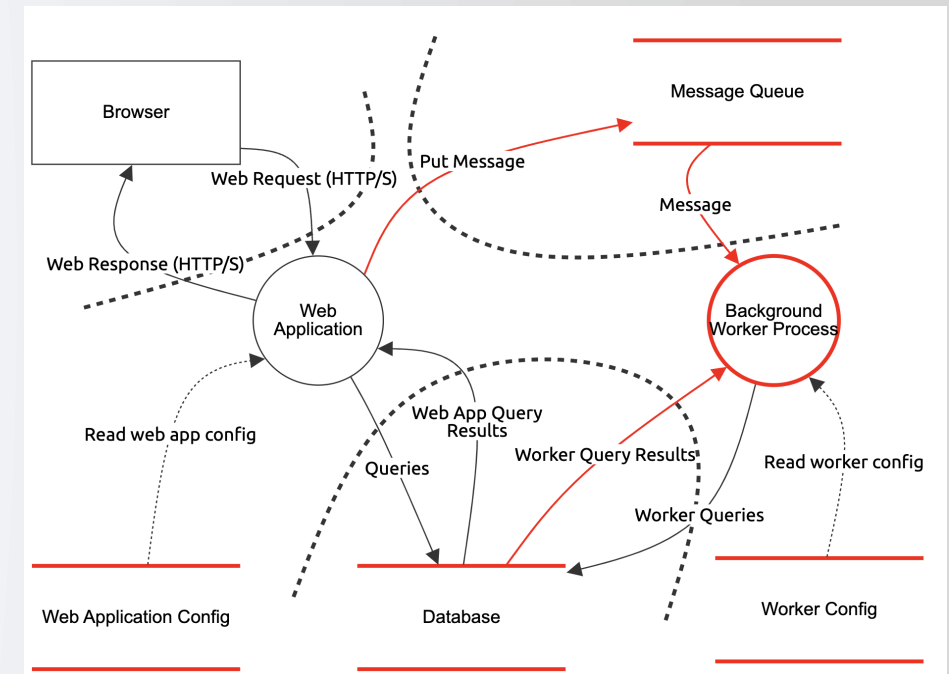 Browser
Message Queue
Put Message
Web Request (HTTP/S)
Message
Web Response (HTTP/S)
Web
Application
Background
Worker Process
Web App Query
Results
Read web app config
Queries
Worker Query Results
Read worker config
Worker Queries
Web Application Config
Database
Worker Config